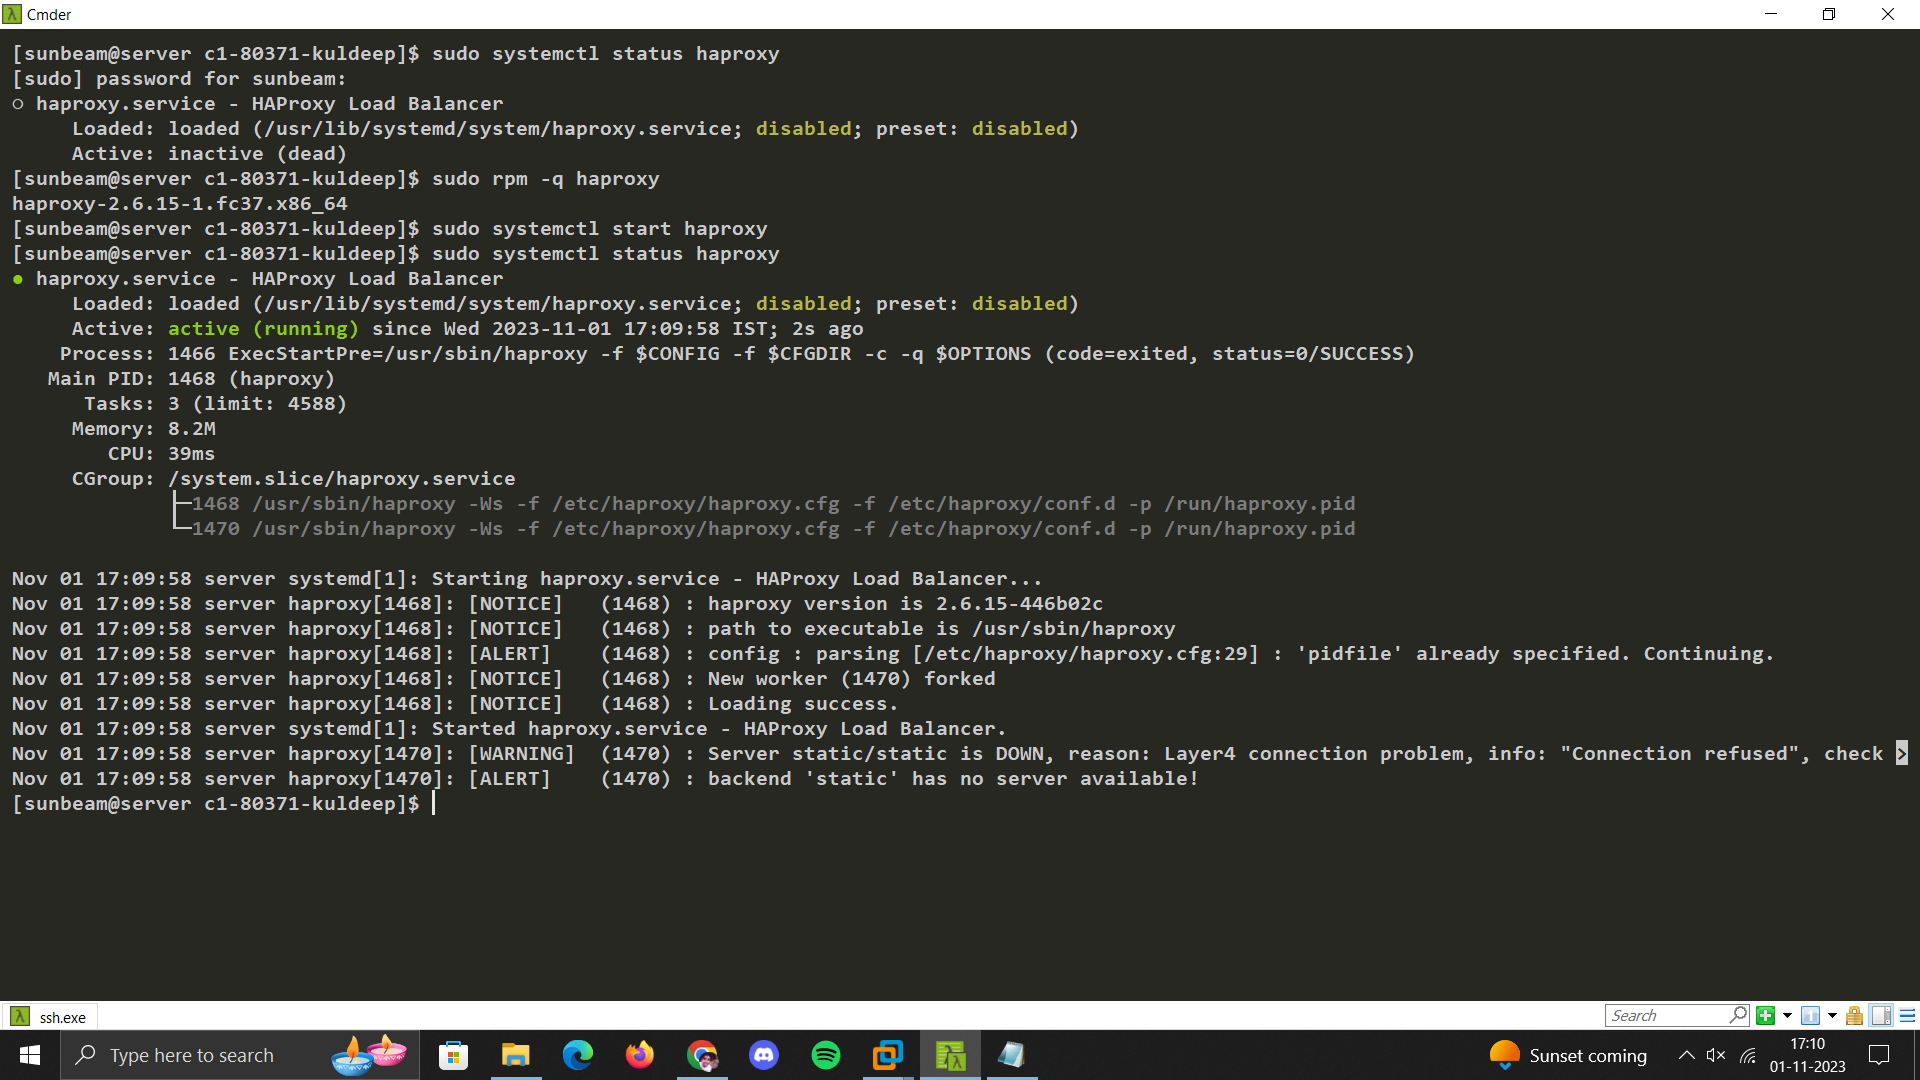 Cmder
[sunbeam@server c1-80371-kuldeep]$ sudo systemctl status haproxy
[sudo] password for sunbeam:
○ haproxy.service - HAProxy Load Balancer
Loaded: loaded (/usr/lib/systemd/system/haproxy.service; disabled; preset: disabled)
Active: inactive (dead)
[sunbeam@server c1-80371-kuldeep]$ sudo rpm -q haproxy
haproxy-2.6.15-1.fc37.x86_64
[sunbeam@server c1-80371-kuldeep]$ sudo systemctl start haproxy
[sunbeam@server c1-80371-kuldeep]$ sudo systemctl status haproxy
● haproxy.service - HAProxy Load Balancer
Loaded: loaded (/usr/lib/systemd/system/haproxy.service; disabled; preset: disabled)
Active: active (running) since Wed 2023-11-01 17:09:58 IST; 2s ago
Process: 1466 ExecStartPre=/usr/sbin/haproxy -f $CONFIG -f $CFGDIR -c -q $OPTIONS (code=exited, status=0/SUCCESS)
Main PID: 1468 (haproxy)
Tasks: 3 (limit: 4588)
Memory: 8.2M
CPU: 39ms
CGroup: /system.slice/haproxy.service
├─1468 /usr/sbin/haproxy -Ws -f /etc/haproxy/haproxy.cfg -f /etc/haproxy/conf.d -p /run/haproxy.pid
└─1470 /usr/sbin/haproxy -Ws -f /etc/haproxy/haproxy.cfg -f /etc/haproxy/conf.d -p /run/haproxy.pid
Nov 01 17:09:58 server systemd[1]: Starting haproxy.service - HAProxy Load Balancer...
Nov 01 17:09:58 server haproxy[1468]: [NOTICE]   (1468) : haproxy version is 2.6.15-446b02c
Nov 01 17:09:58 server haproxy[1468]: [NOTICE]   (1468) : path to executable is /usr/sbin/haproxy
Nov 01 17:09:58 server haproxy[1468]: [ALERT]    (1468) : config : parsing [/etc/haproxy/haproxy.cfg:29] : 'pidfile' already specified. Continuing.
Nov 01 17:09:58 server haproxy[1468]: [NOTICE]   (1468) : New worker (1470) forked
Nov 01 17:09:58 server haproxy[1468]: [NOTICE]   (1468) : Loading success.
Nov 01 17:09:58 server systemd[1]: Started haproxy.service - HAProxy Load Balancer.
Nov 01 17:09:58 server haproxy[1470]: [WARNING]  (1470) : Server static/static is DOWN, reason: Layer4 connection problem, info: "Connection refused", check >
Nov 01 17:09:58 server haproxy[1470]: [ALERT]    (1470) : backend 'static' has no server available!
[sunbeam@server c1-80371-kuldeep]$
ssh.exe
Search
Type here to search
Sunset coming
17:10
01-11-2023